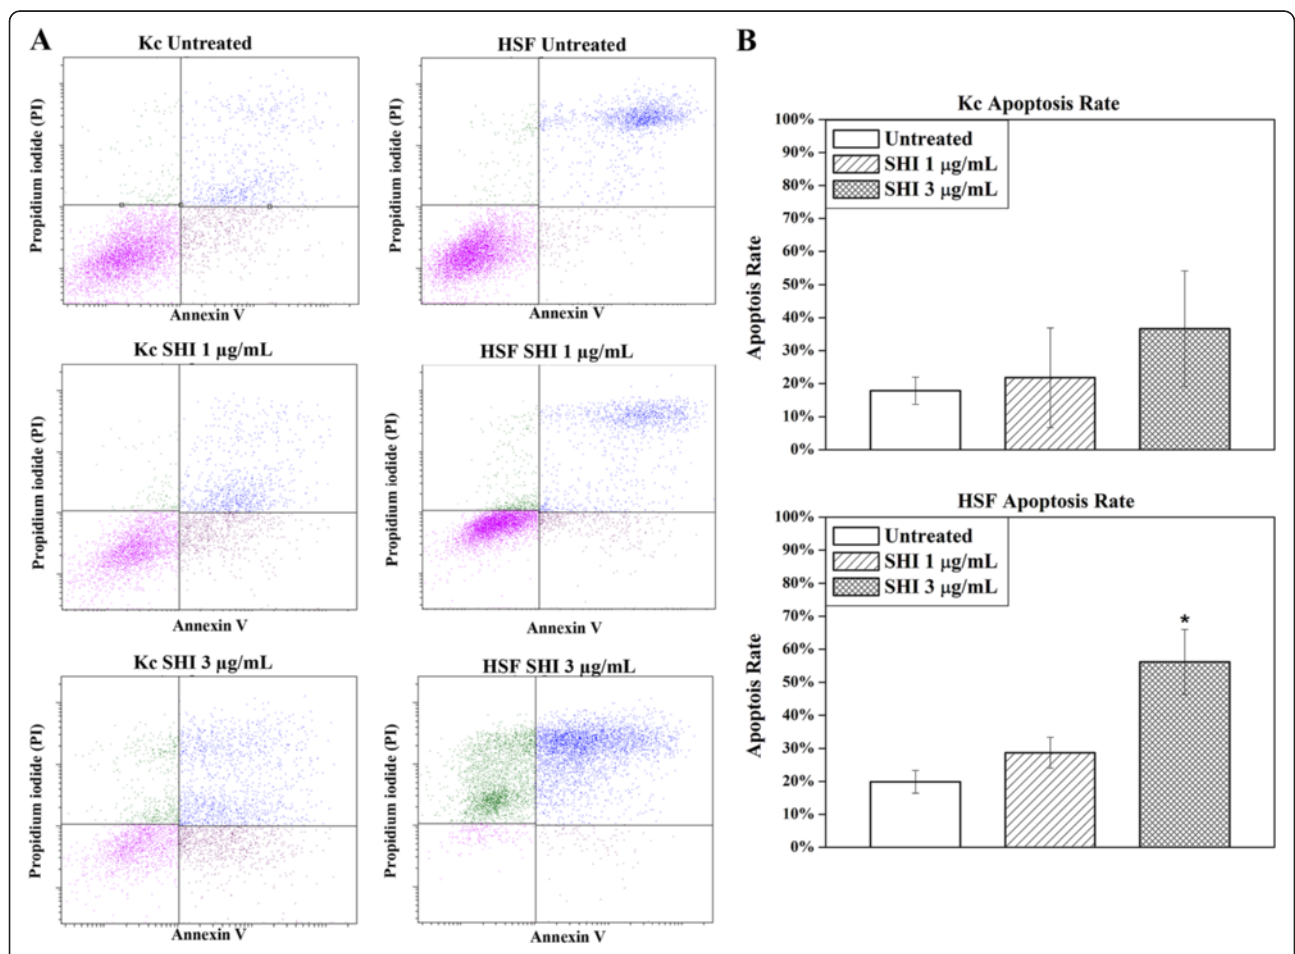 A
Kc Untreated
Propidium iodide (PI)
Annexin V
HSF Untreated
Propidium iodide (PI)
Annexin V
Kc SHI 1 µg/mL
Propidium iodide (PI)
Annexin V
HSF SHI 1 µg/mL
Propidium iodide (PI)
Annexin V
Kc SHI 3 µg/mL
Propidium iodide (PI)
Annexin V
HSF SHI 3 µg/mL
Propidium iodide (PI)
Annexin V
B
Kc Apoptosis Rate
Apoptois Rate
100%
90%
80%
70%
60%
50%
40%
30%
20%
10%
0%
Untreated
SHI 1 µg/mL
SHI 3 µg/mL
HSF Apoptosis Rate
Apoptois Rate
100%
90%
80%
70%
60%
50%
40%
30%
20%
10%
0%
Untreated
SHI 1 µg/mL
SHI 3 µg/mL
*